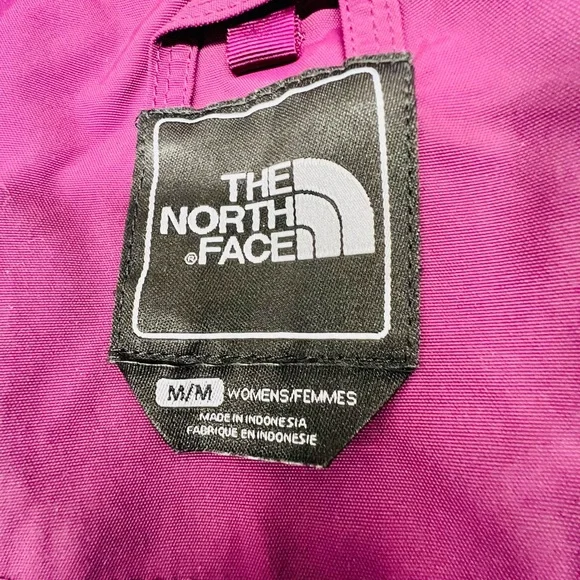 THE
NORTH
®FACE
M/M WOMENS/FEMMES
MADE IN INDONESIA
FABRIQUE EN INDONESIE